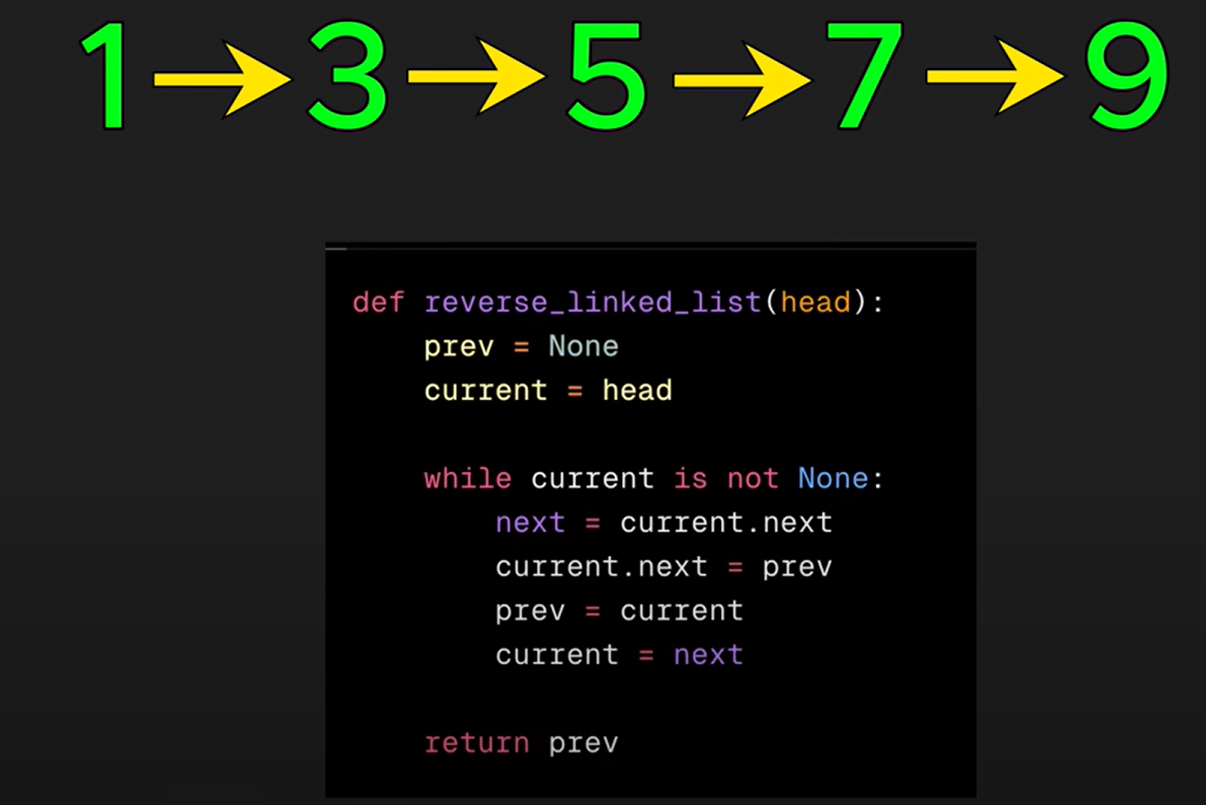 1 → 3 → 5 → 7 → 9
def reverse_linked_list(head):
    prev = None
    current = head
    while current is not None:
        next = current.next
        current.next = prev
        prev = current
        current = next
    return prev